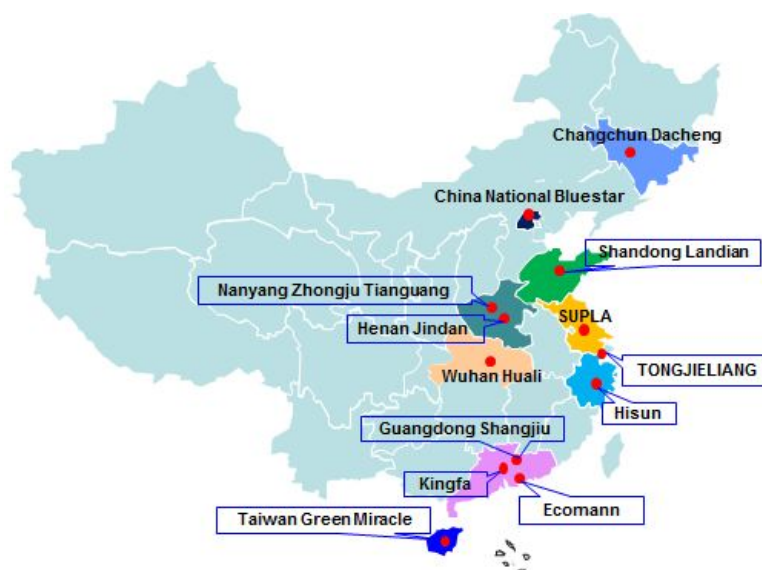 Changchun Dacheng
China National Bluestar
Shandong Landian
Nanyang Zhongju Tianguang
SUPLA
Henan Jindan
TONGJIELIANG
Wuhan Huali
Hisun
Guangdong Shangjiu
Kingfa
Ecomann
Taiwan Green Miracle